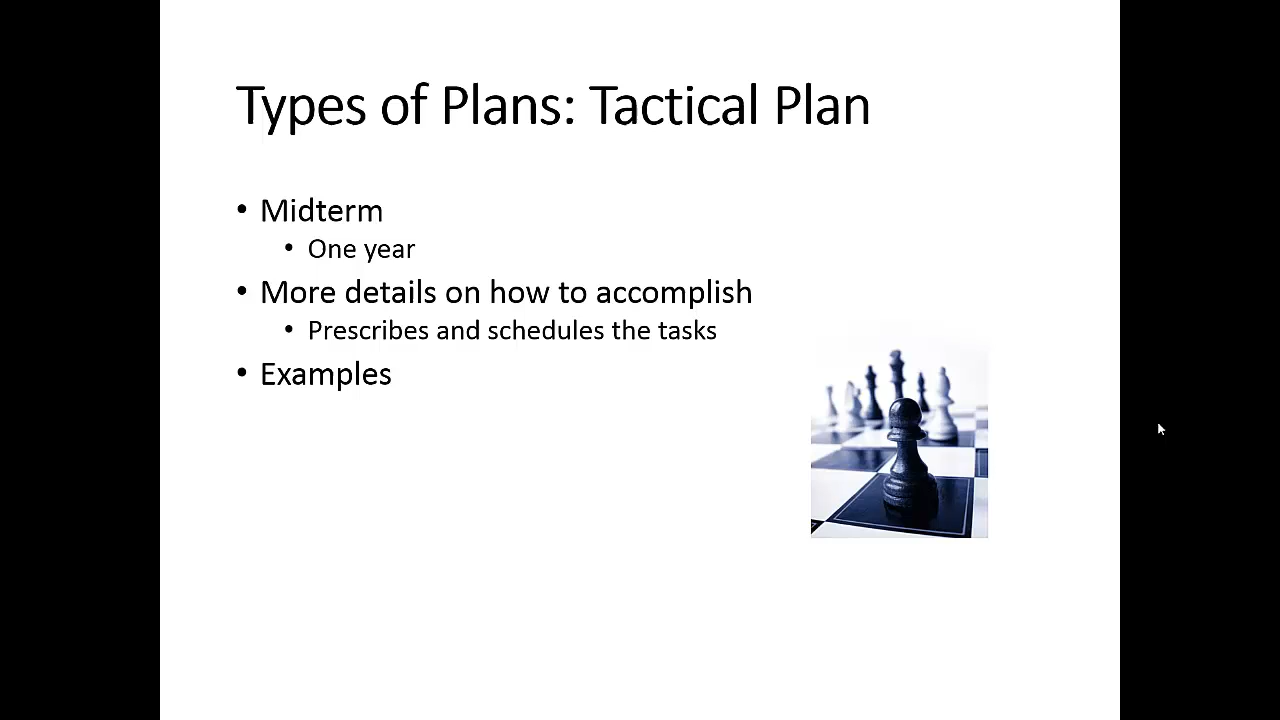 Types of Plans: Tactical Plan
• Midterm
• One year
• More details on how to accomplish
• Prescribes and schedules the tasks
• Examples